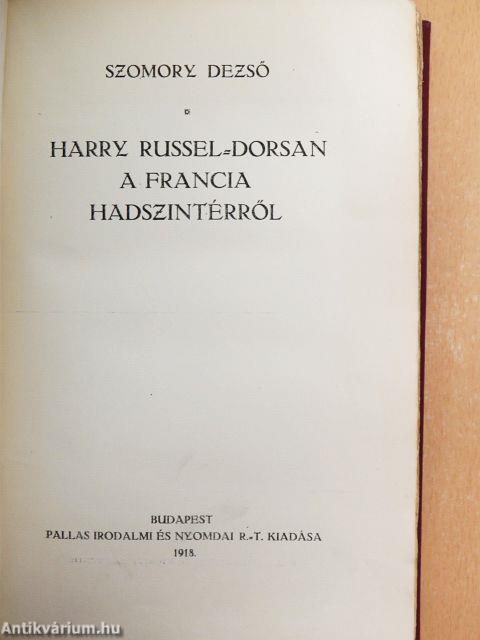 SZOMORY DEZSŐ
HARRY RUSSEL-DORSAN
A FRANCIA
HADSZINTÉRRŐL
BUDAPEST
PALLAS IRODALMI ÉS NYOMDAI R.-T. KIADÁSA
1918.
Antikvárium.hu